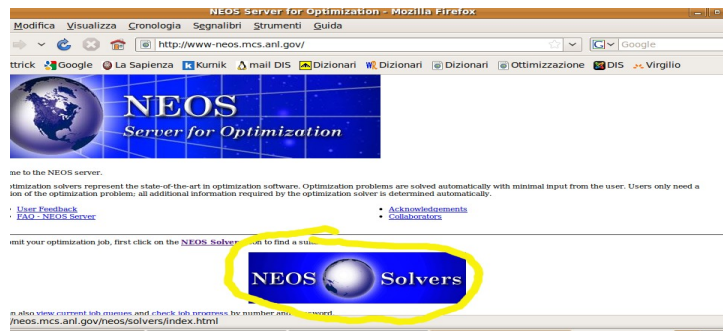 NEOS Server for Optimization - Mozilla Firefox
Modifica Visualizza Cronologia Segnalibri Strumenti Guida
http://www-neos.mcs.anl.gov/ Google
ttrick Google La Sapienza Kurnik mail DIS Dizionari Dizionari Dizionari Ottimizzazione DIS Virgilio
NEOS
Server for Optimization
me to the NEOS server.
ptimization solvers represent the state-of-the-art in optimization software. Optimization problems are solved automatically with minimal input from the user. Users only need a
ion of the optimization problem; all additional information required by the optimization solver is determined automatically.
User Feedback
FAQ - NEOS Server
Acknowledgements
Collaborators
omit your optimization job, first click on the NEOS Solver to find a
NEOS Solvers
n also view current job queues and check job progress by number and password.
/neos.mcs.anl.gov/neos/solvers/index.html